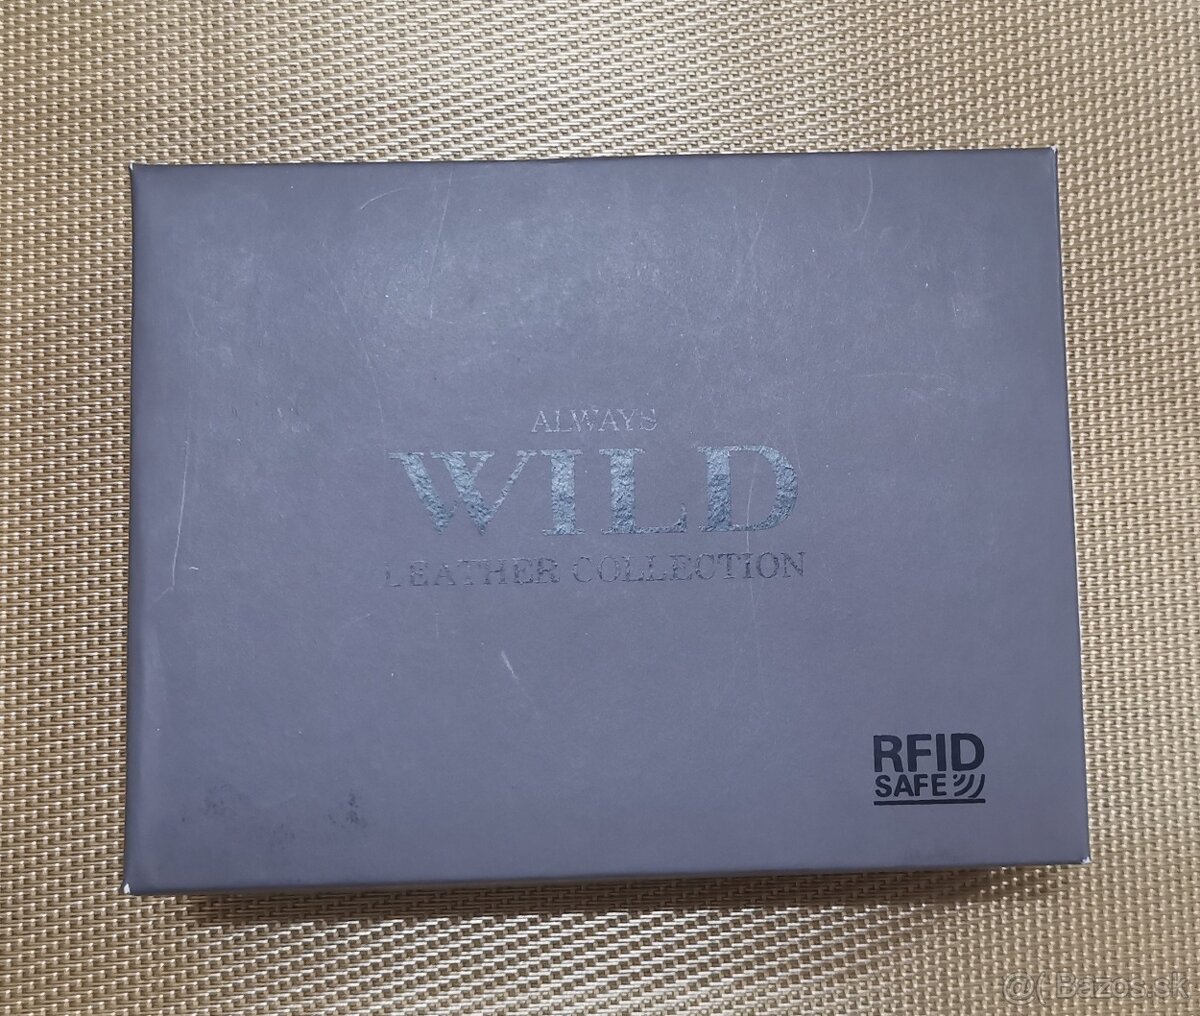 ALWAYS
WILD
LEATHER COLLECTION
RFID
SAFE
@( Bazos.sk